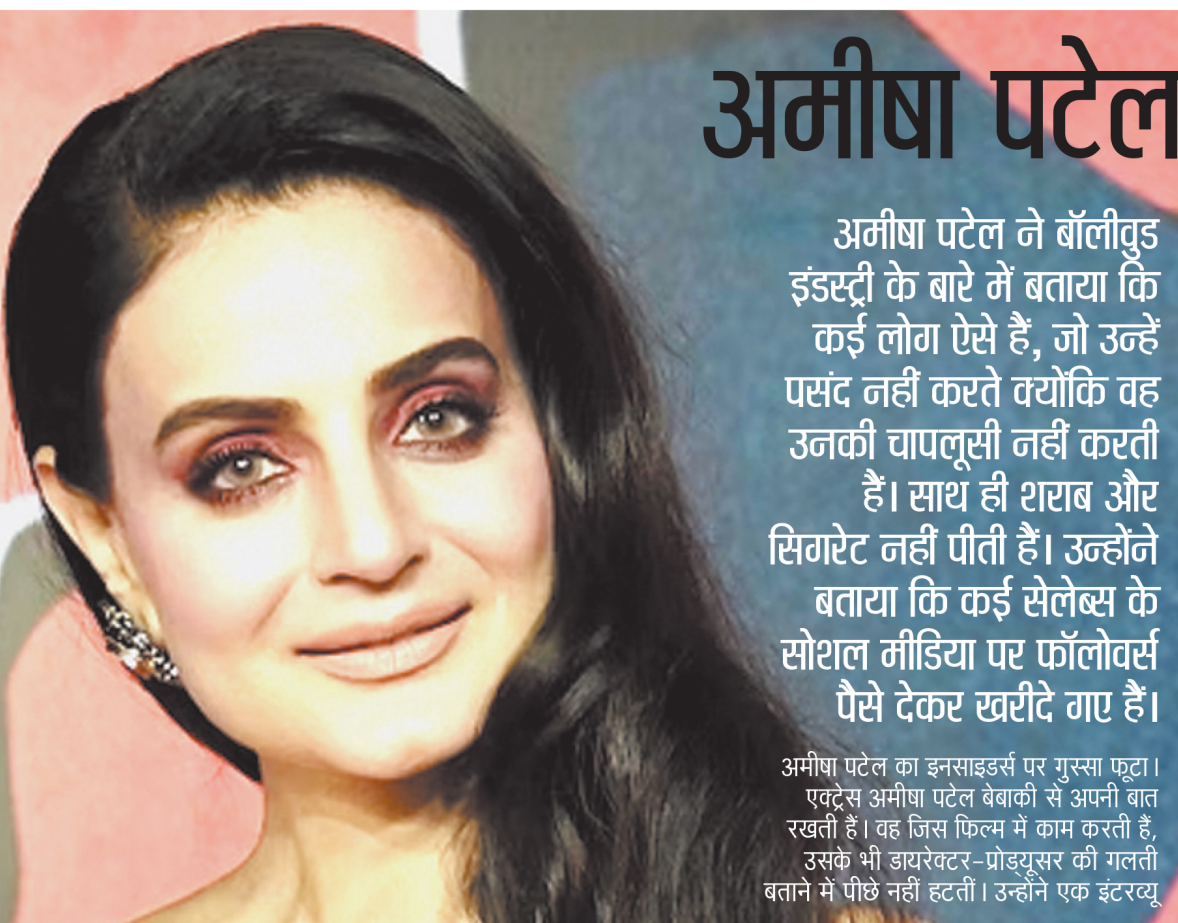 अमीषा पटेल
अमीषा पटेल ने बॉलीवुड
इंडस्ट्री के बारे में बताया कि
कई लोग ऐसे हैं, जो उन्हें
पसंद नहीं करते क्योंकि वह
उनकी चापलूसी नहीं करती
हैं। साथ ही शराब और
सिगरेट नहीं पीती हैं। उन्होंने
बताया कि कई सेलेब्स के
सोशल मीडिया पर फॉलोवर्स
पैसे देकर खरीदे गए हैं।
अमीषा पटेल का इनसाइडर्स पर गुस्सा फूटा।
एक्ट्रेस अमीषा पटेल बेबाकी से अपनी बात
रखती हैं। वह जिस फिल्म में काम करती हैं,
उसके भी डायरेक्टर-प्रोड्यूसर की गलती
बताने में पीछे नहीं हटतीं। उन्होंने एक इंटरव्यू